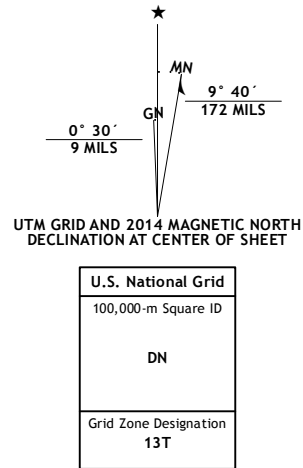 ★
MN
GN
9° 40´
172 MILS
0° 30´
9 MILS
UTM GRID AND 2014 MAGNETIC NORTH
DECLINATION AT CENTER OF SHEET
U.S. National Grid
100,000-m Square ID
DN
Grid Zone Designation
13T